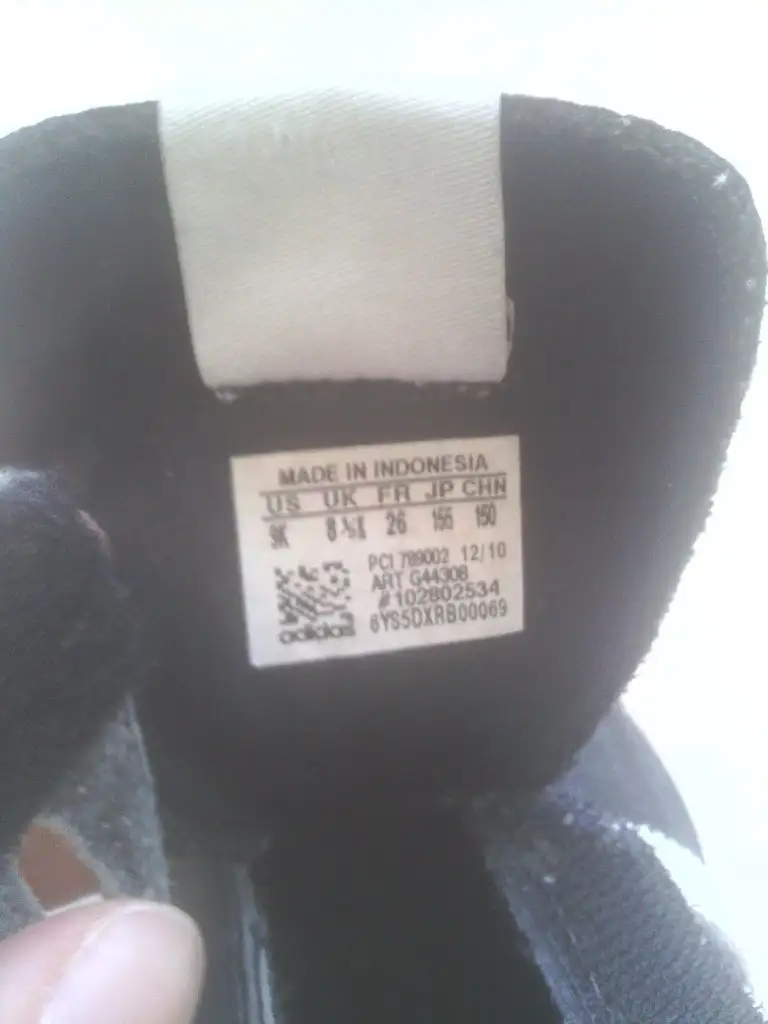 MADE IN INDONESIA
US UK FR JP CHN
9K 8½K 26 155 150
PCI 789002 12/10
ART G44308
#102802534
6YS5DXRB00069
adidas